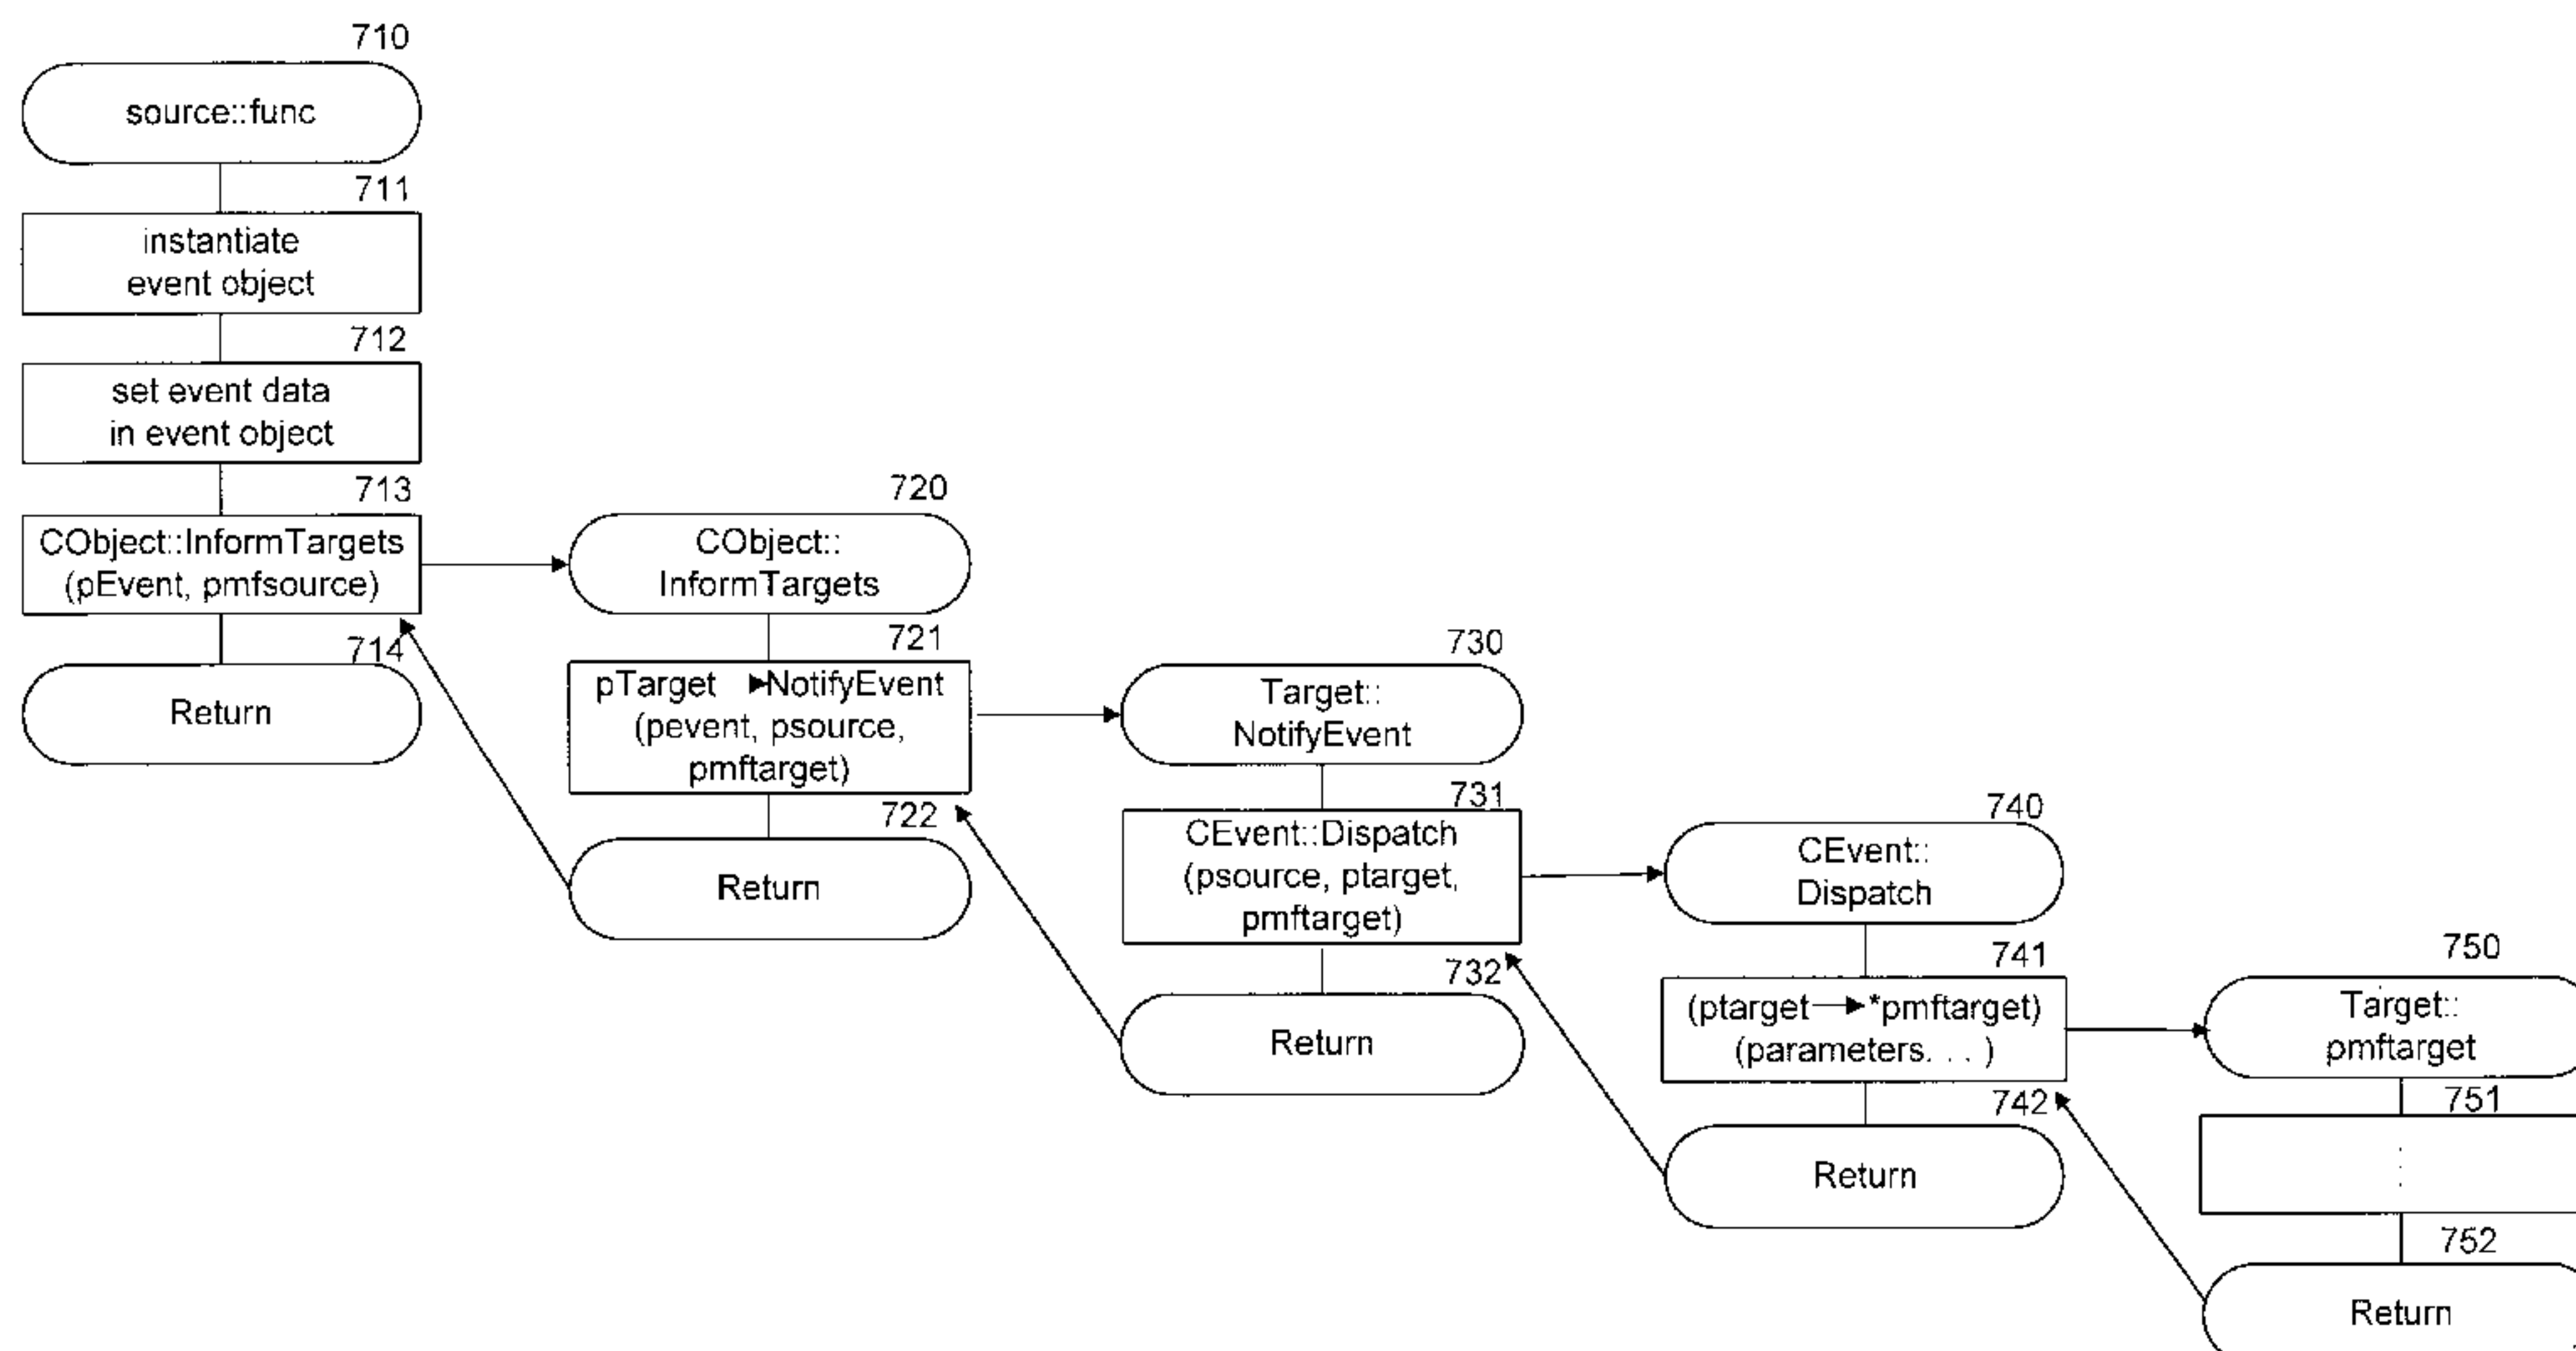 710
source::func
711
instantiate
event object
712
set event data
in event object
713
CObject::InformTargets
(pEvent, pmfsource)
714
Return
720
CObject::
InformTargets
721
pTarget →NotifyEvent
(pevent, psource,
pmftarget)
722
Return
730
Target::
NotifyEvent
731
CEvent::Dispatch
(psource, ptarget,
pmftarget)
732
Return
740
CEvent::
Dispatch
741
(ptarget→*pmftarget)
(parameters. . . )
742
Return
750
Target::
pmftarget
751
752
Return